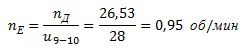 n_E = n_Д / u_{9−10} = 26,53 / 28 = 0,95 об/мин